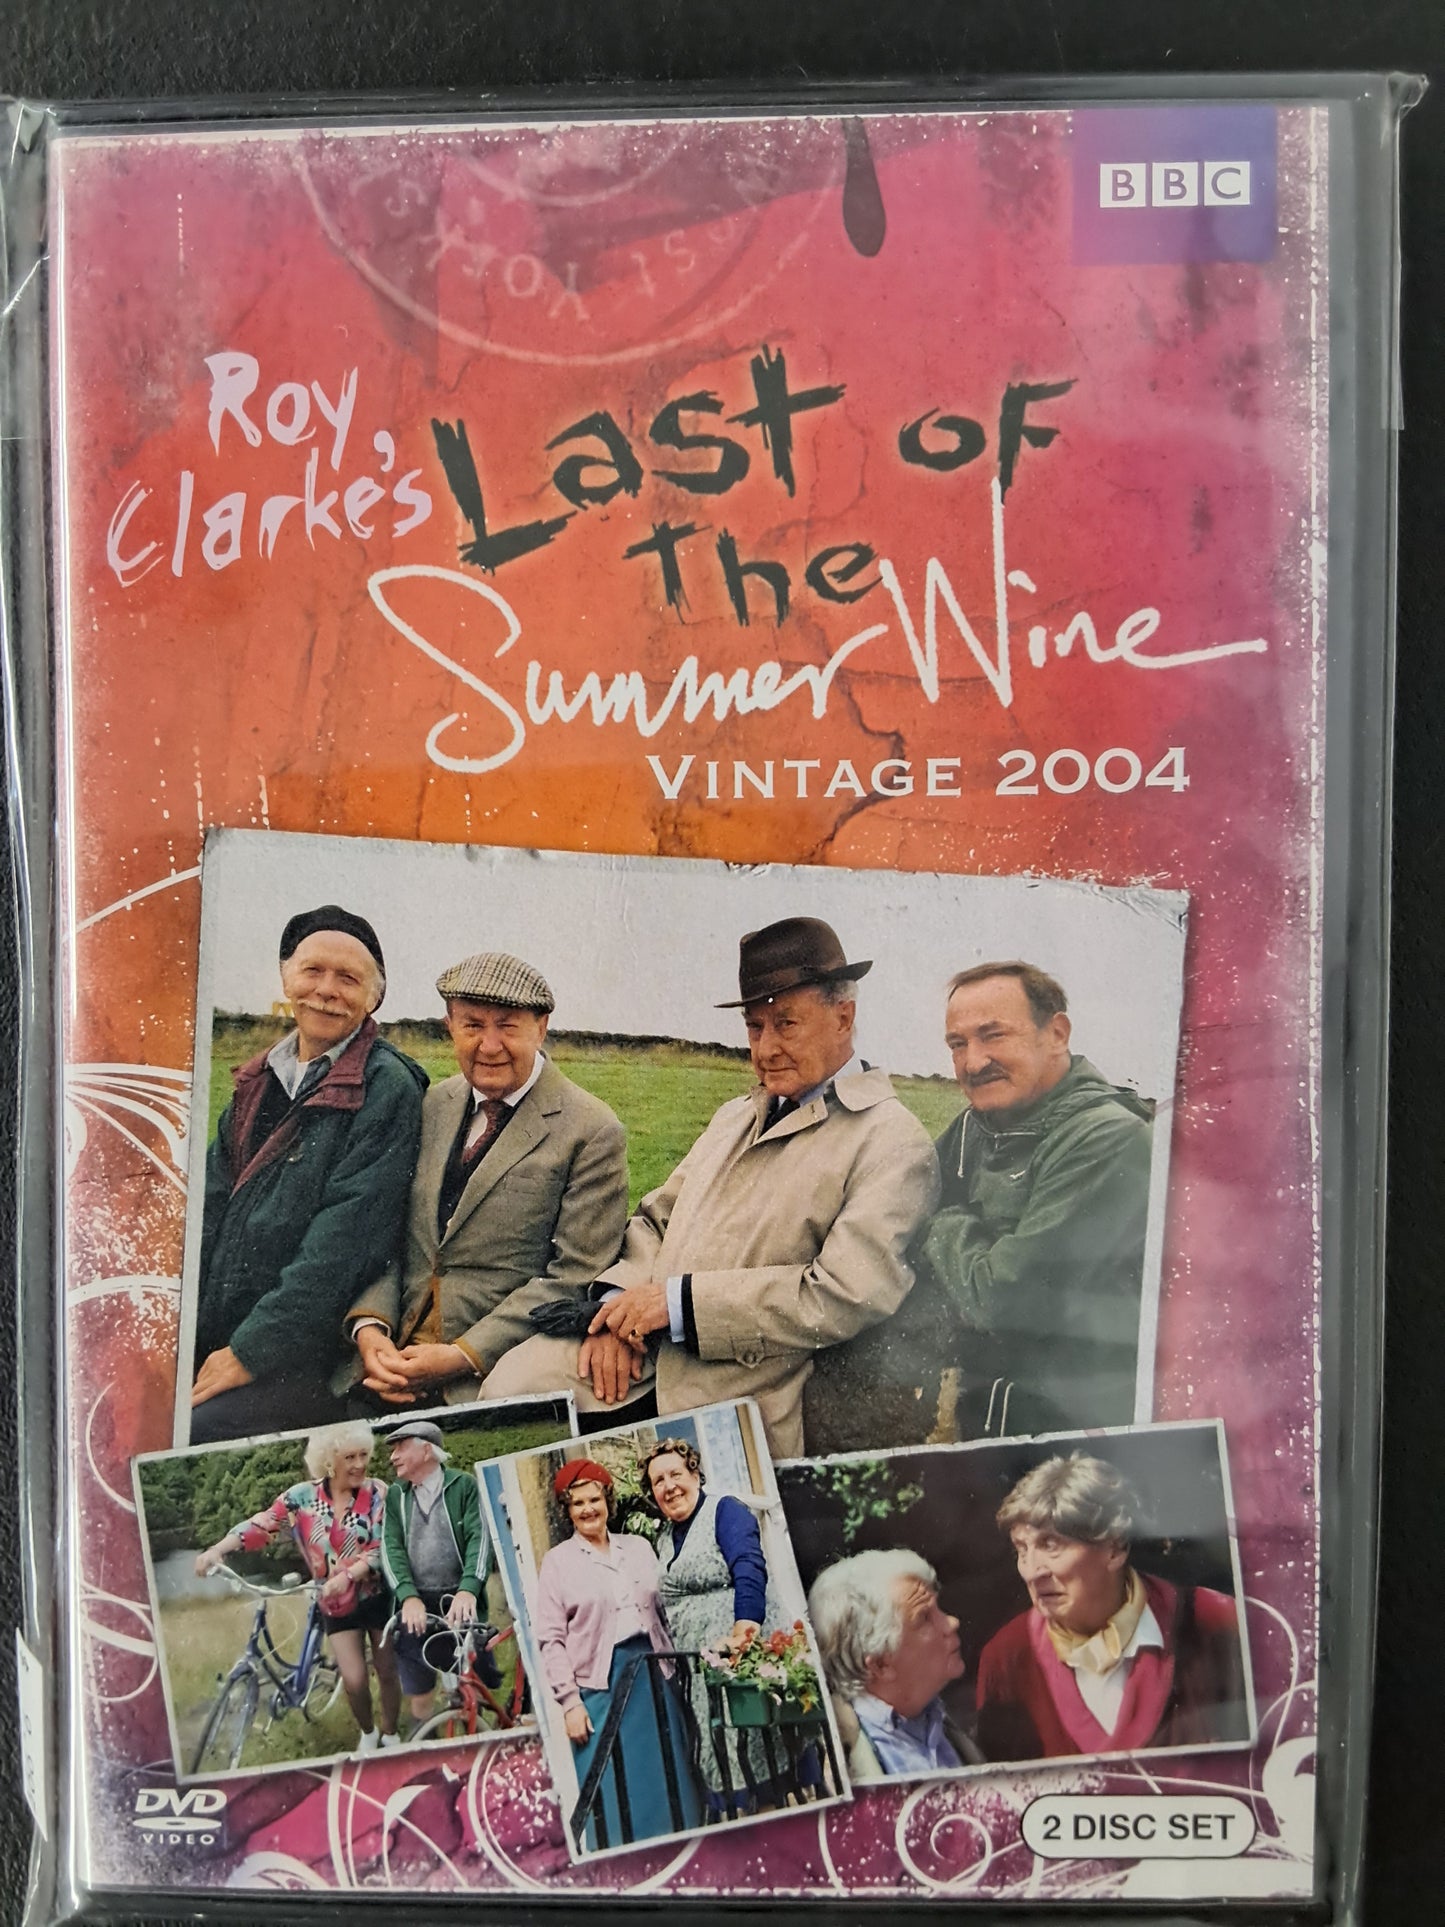 BBC
Roy
Clarke's
Last of
the
Summer Wine
VINTAGE 2004
DVD
VIDEO
2 DISC SET